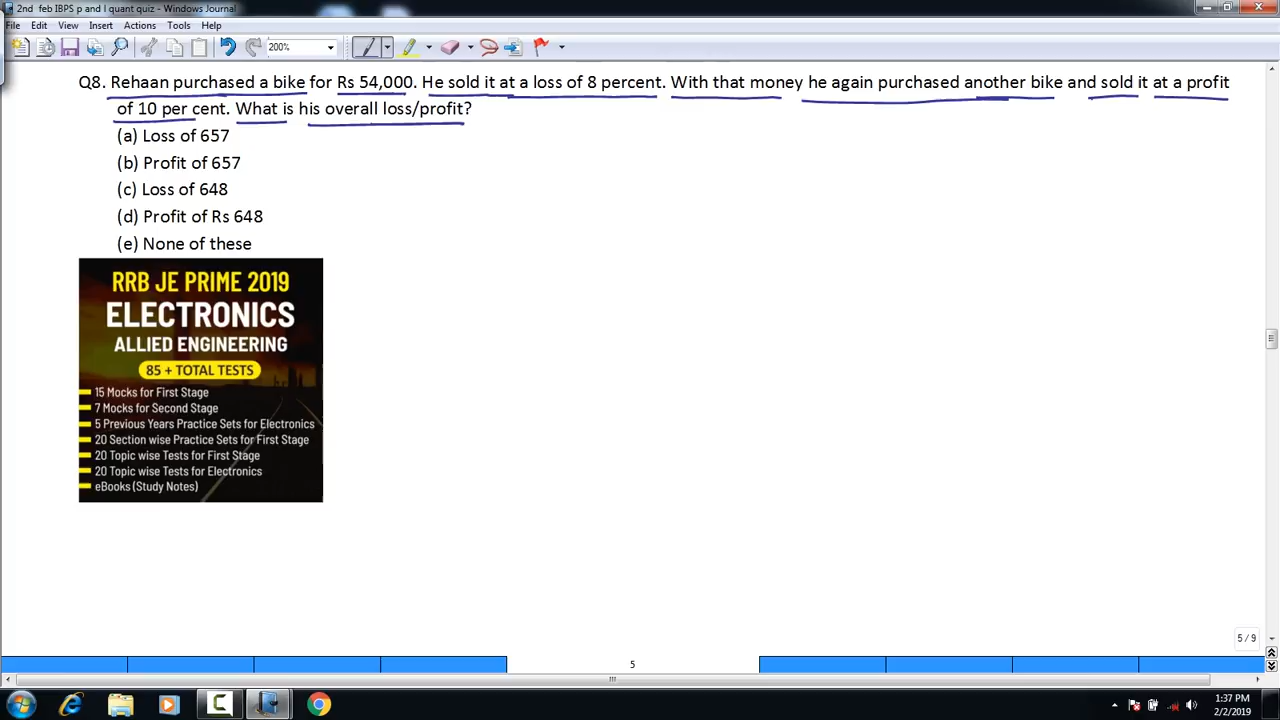 2nd feb IBPS p and I quant quiz - Windows Journal
File Edit View Insert Actions Tools Help
200%
Q8. Rehaan purchased a bike for Rs 54,000. He sold it at a loss of 8 percent. With that money he again purchased another bike and sold it at a profit
of 10 per cent. What is his overall loss/profit?
(a) Loss of 657
(b) Profit of 657
(c) Loss of 648
(d) Profit of Rs 648
(e) None of these
RRB JE PRIME 2019
ELECTRONICS
ALLIED ENGINEERING
85 + TOTAL TESTS
15 Mocks for First Stage
7 Mocks for Second Stage
5 Previous Years Practice Sets for Electronics
20 Section wise Practice Sets for First Stage
20 Topic wise Tests for First Stage
20 Topic wise Tests for Electronics
eBooks (Study Notes)
5 / 9
5
1:37 PM
2/2/2019